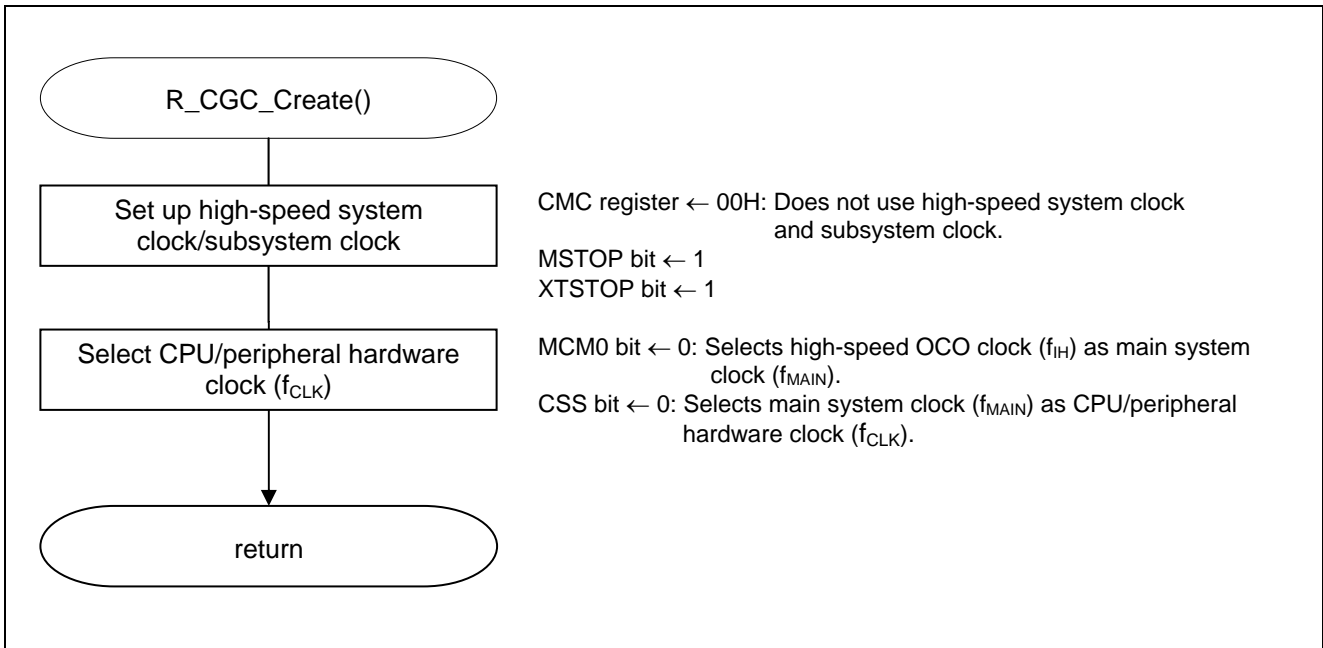 R_CGC_Create()
Set up high-speed system
clock/subsystem clock
CMC register ← 00H: Does not use high-speed system clock
and subsystem clock.
MSTOP bit ← 1
XTSTOP bit ← 1
Select CPU/peripheral hardware
clock (fCLK)
MCM0 bit ← 0: Selects high-speed OCO clock (fIH) as main system
clock (fMAIN).
CSS bit ← 0: Selects main system clock (fMAIN) as CPU/peripheral
hardware clock (fCLK).
return